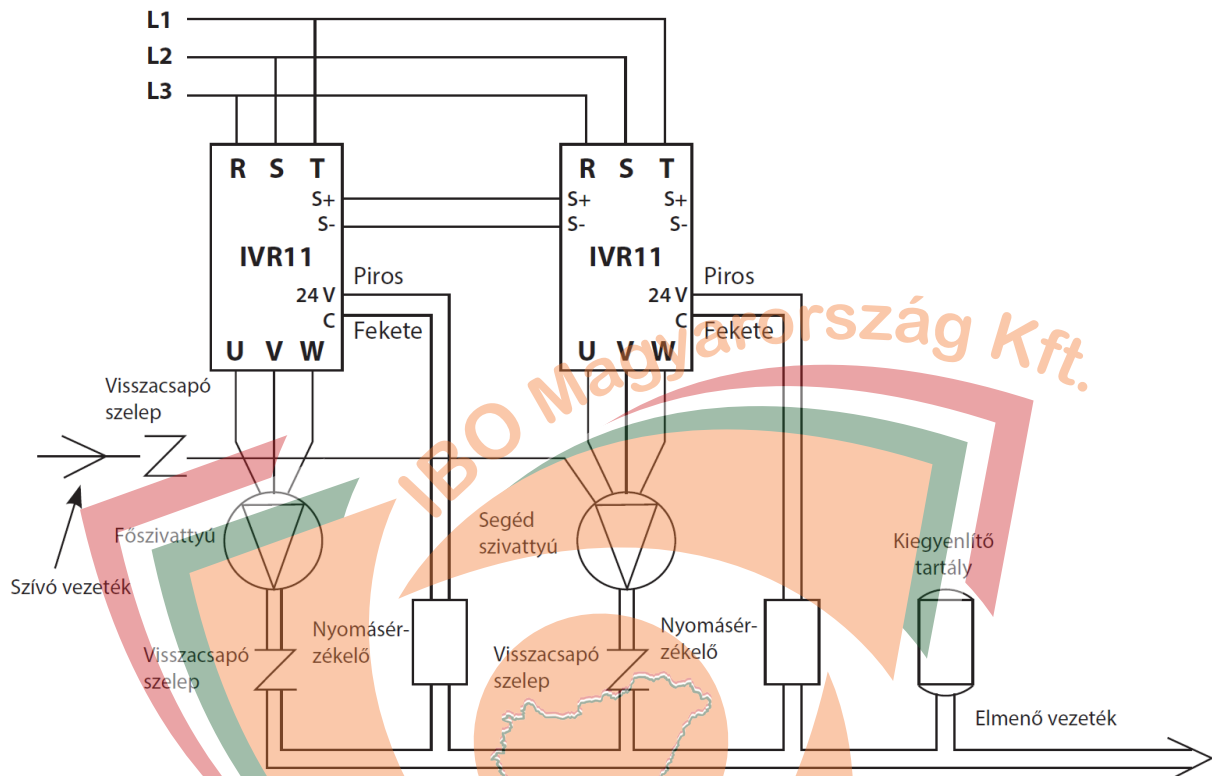 L1
L2
L3
R S T
S+
S-
IVR11
24 V
C
U V W
R S T
S+ S+
S- S-
IVR11
24 V
C
U V W
Piros
Fekete
Piros
Fekete
IBO Magyarország Kft.
Visszacsapó
szelep
Főszivattyú
Szívó vezeték
Segéd
szivattyú
Kiegyenlítő
tartály
Visszacsapó
szelep
Nyomásér-
zékelő
Visszacsapó
szelep
Nyomásér-
zékelő
Elmenő vezeték